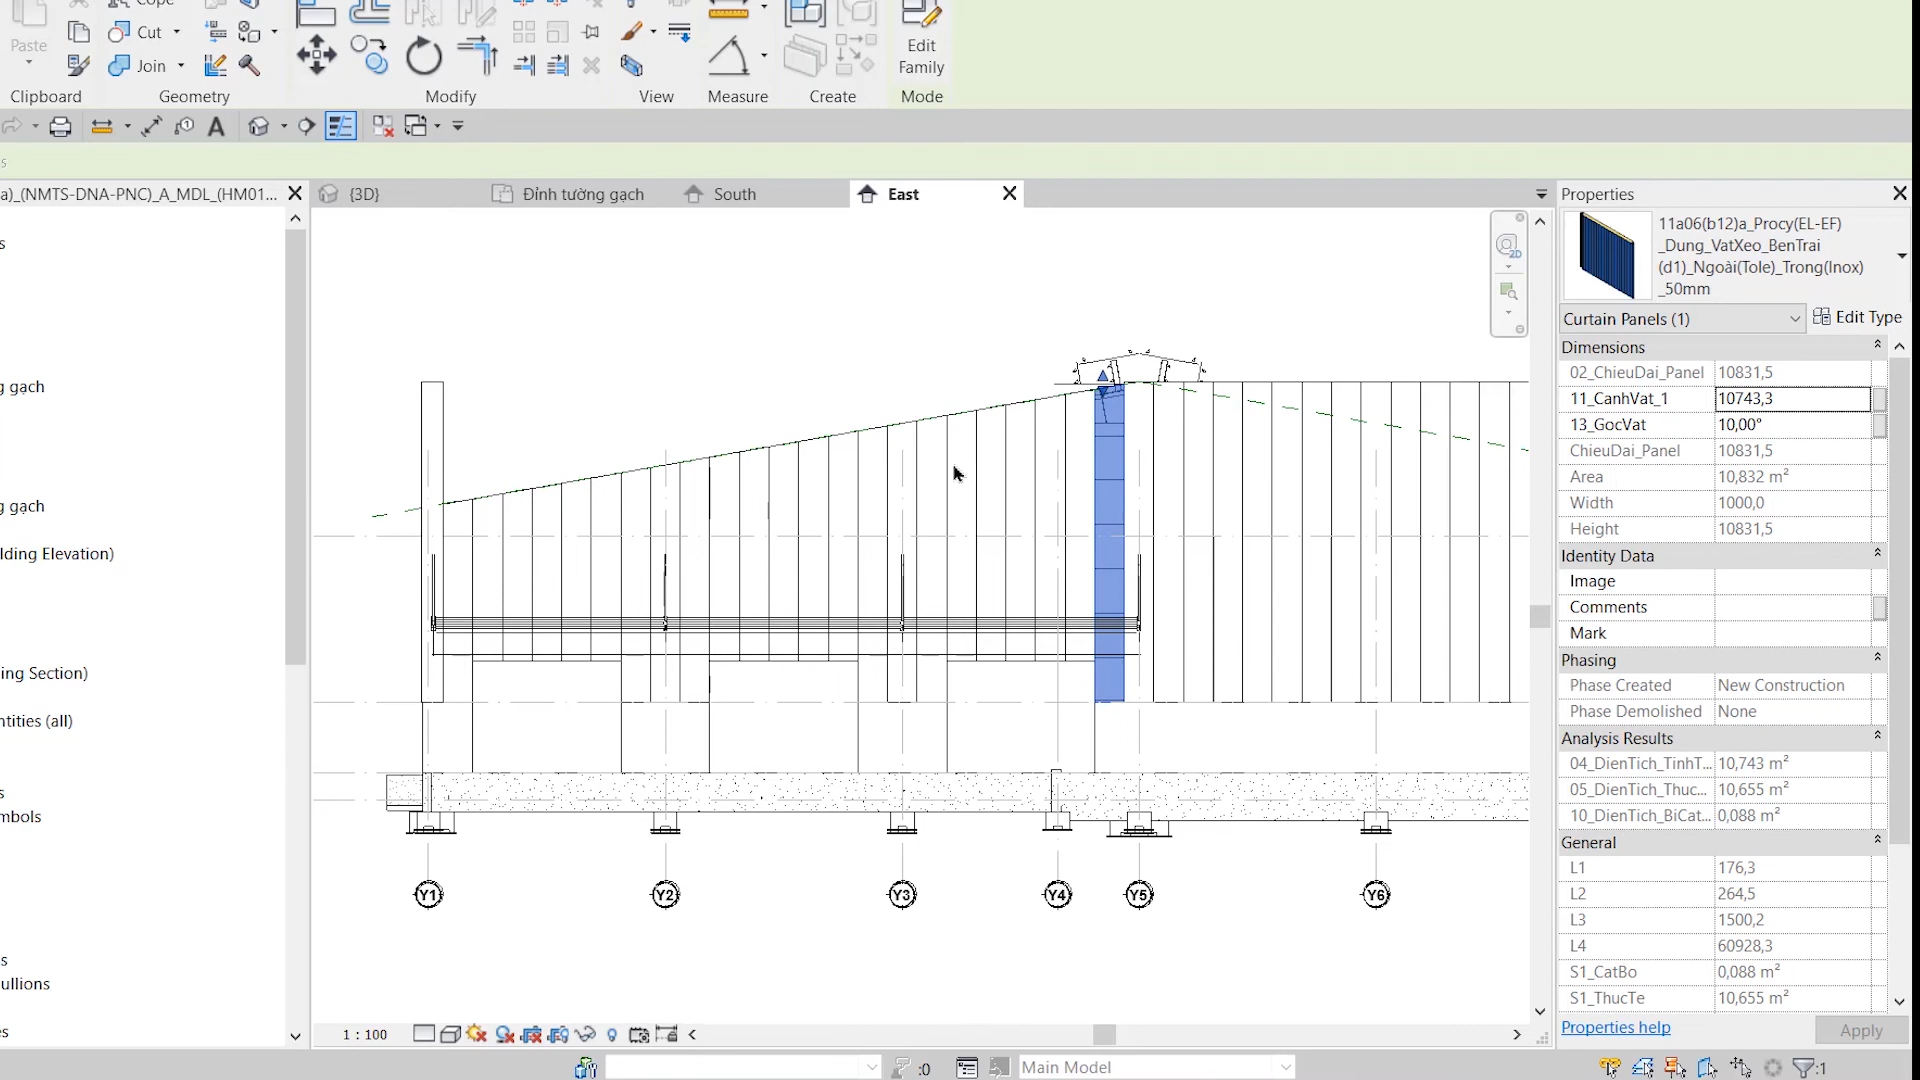 Paste
Cope
Cut
Join
Edit
Family
Clipboard
Geometry
Modify
View
Measure
Create
Mode
s
a)_(NMTS-DNA-PNC)_A_MDL_(HM01...
{3D}
Đỉnh tường gạch
South
East
Properties
s
g gạch
g gạch
lding Elevation)
ing Section)
ntities (all)
s
mbols
s
ullions
es
2D
11a06(b12)a_Procy(EL-EF)
_Dung_VatXeo_BenTrai
(d1)_Ngoài(Tole)_Trong(Inox)
_50mm
Curtain Panels (1)
Edit Type
Dimensions
02_ChieuDai_Panel 10831,5
11_CanhVat_1 10743,3
13_GocVat 10,00°
ChieuDai_Panel 10831,5
Area 10,832 m²
Width 1000,0
Height 10831,5
Identity Data
Image
Comments
Mark
Phasing
Phase Created New Construction
Phase Demolished None
Analysis Results
04_DienTich_TinhT... 10,743 m²
05_DienTich_Thuc... 10,655 m²
10_DienTich_BiCat... 0,088 m²
General
L1 176,3
L2 264,5
L3 1500,2
L4 60928,3
S1_CatBo 0,088 m²
S1_ThucTe 10,655 m²
Properties help
Apply
Y1
Y2
Y3
Y4
Y5
Y6
1 : 100
:0
Main Model
:1